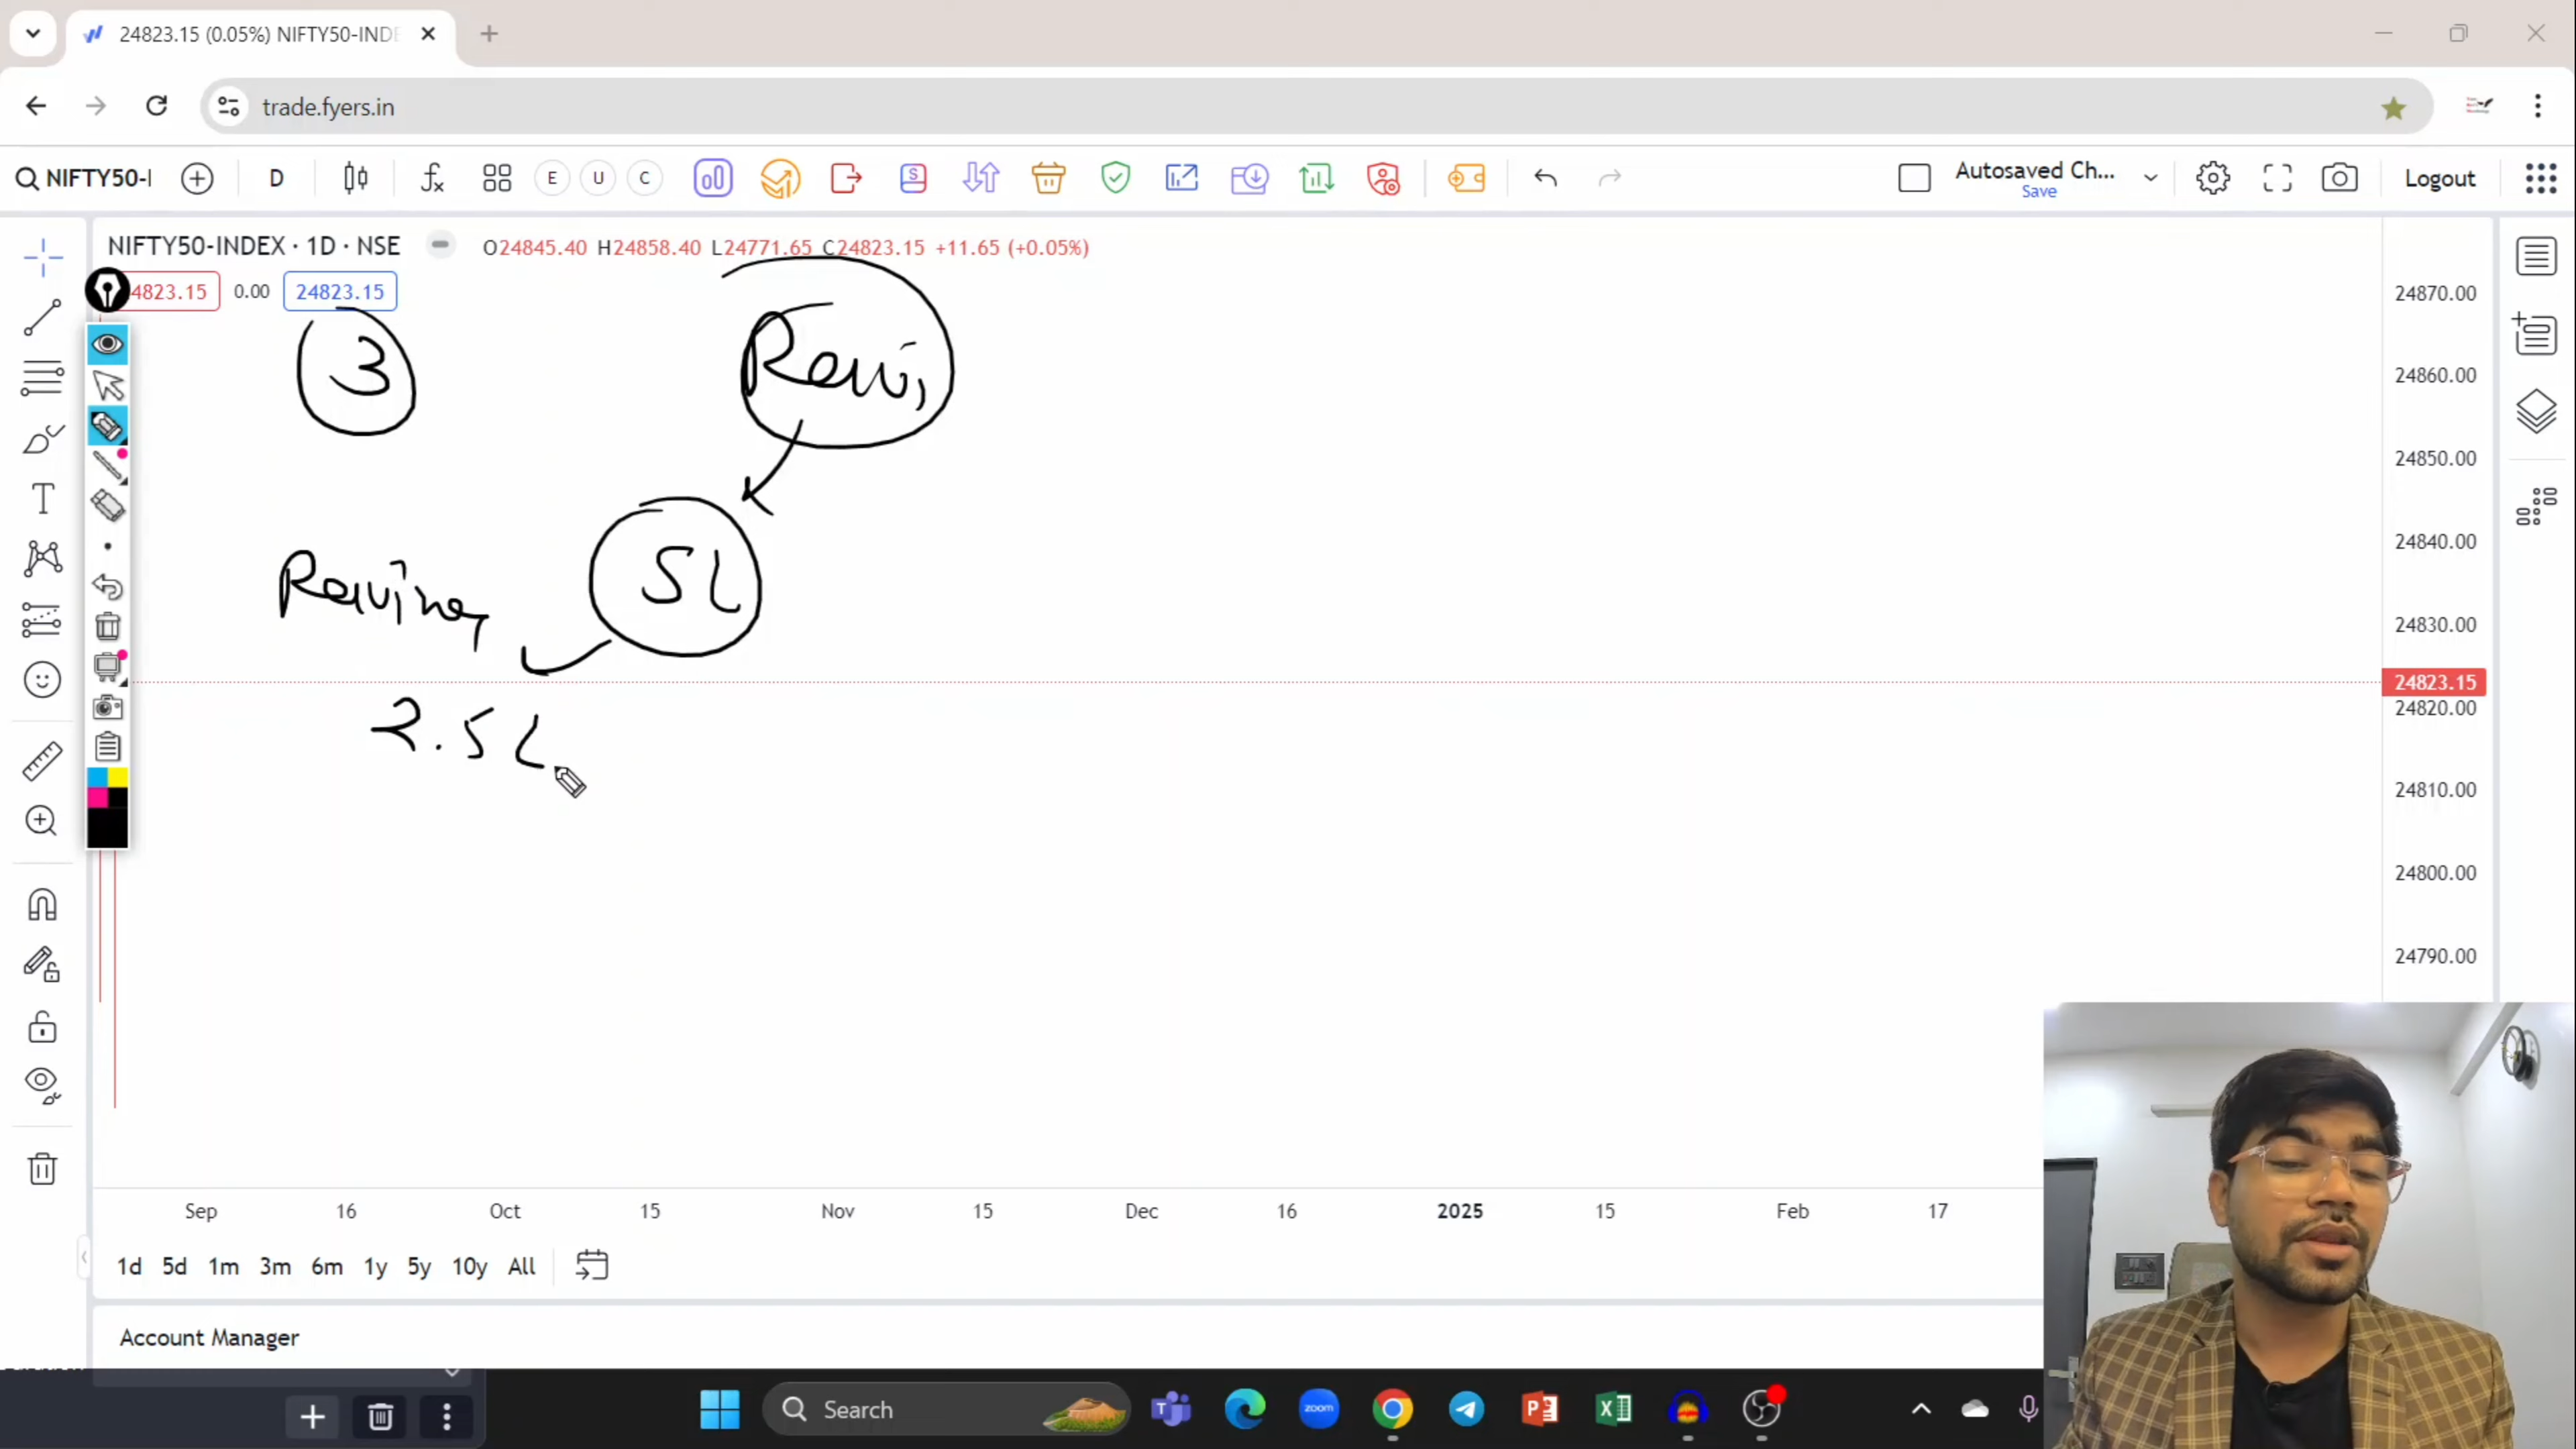 24823.15 (0.05%) NIFTY50-INDE
trade.fyers.in
NIFTY50-I
D
E
U
C
S
Autosaved Ch...
Save
Logout
NIFTY50-INDEX · 1D · NSE
O24845.40 H24858.40 L24771.65 C24823.15 +11.65 (+0.05%)
4823.15
0.00
24823.15
3
Ravi
5L
2.5L
24870.00
24860.00
24850.00
24840.00
24830.00
24823.15
24820.00
24810.00
24800.00
24790.00
Sep 16 Oct 15 Nov 15 Dec 16 2025 15 Feb 17
1d 5d 1m 3m 6m 1y 5y 10y All
Account Manager
Search
zoom